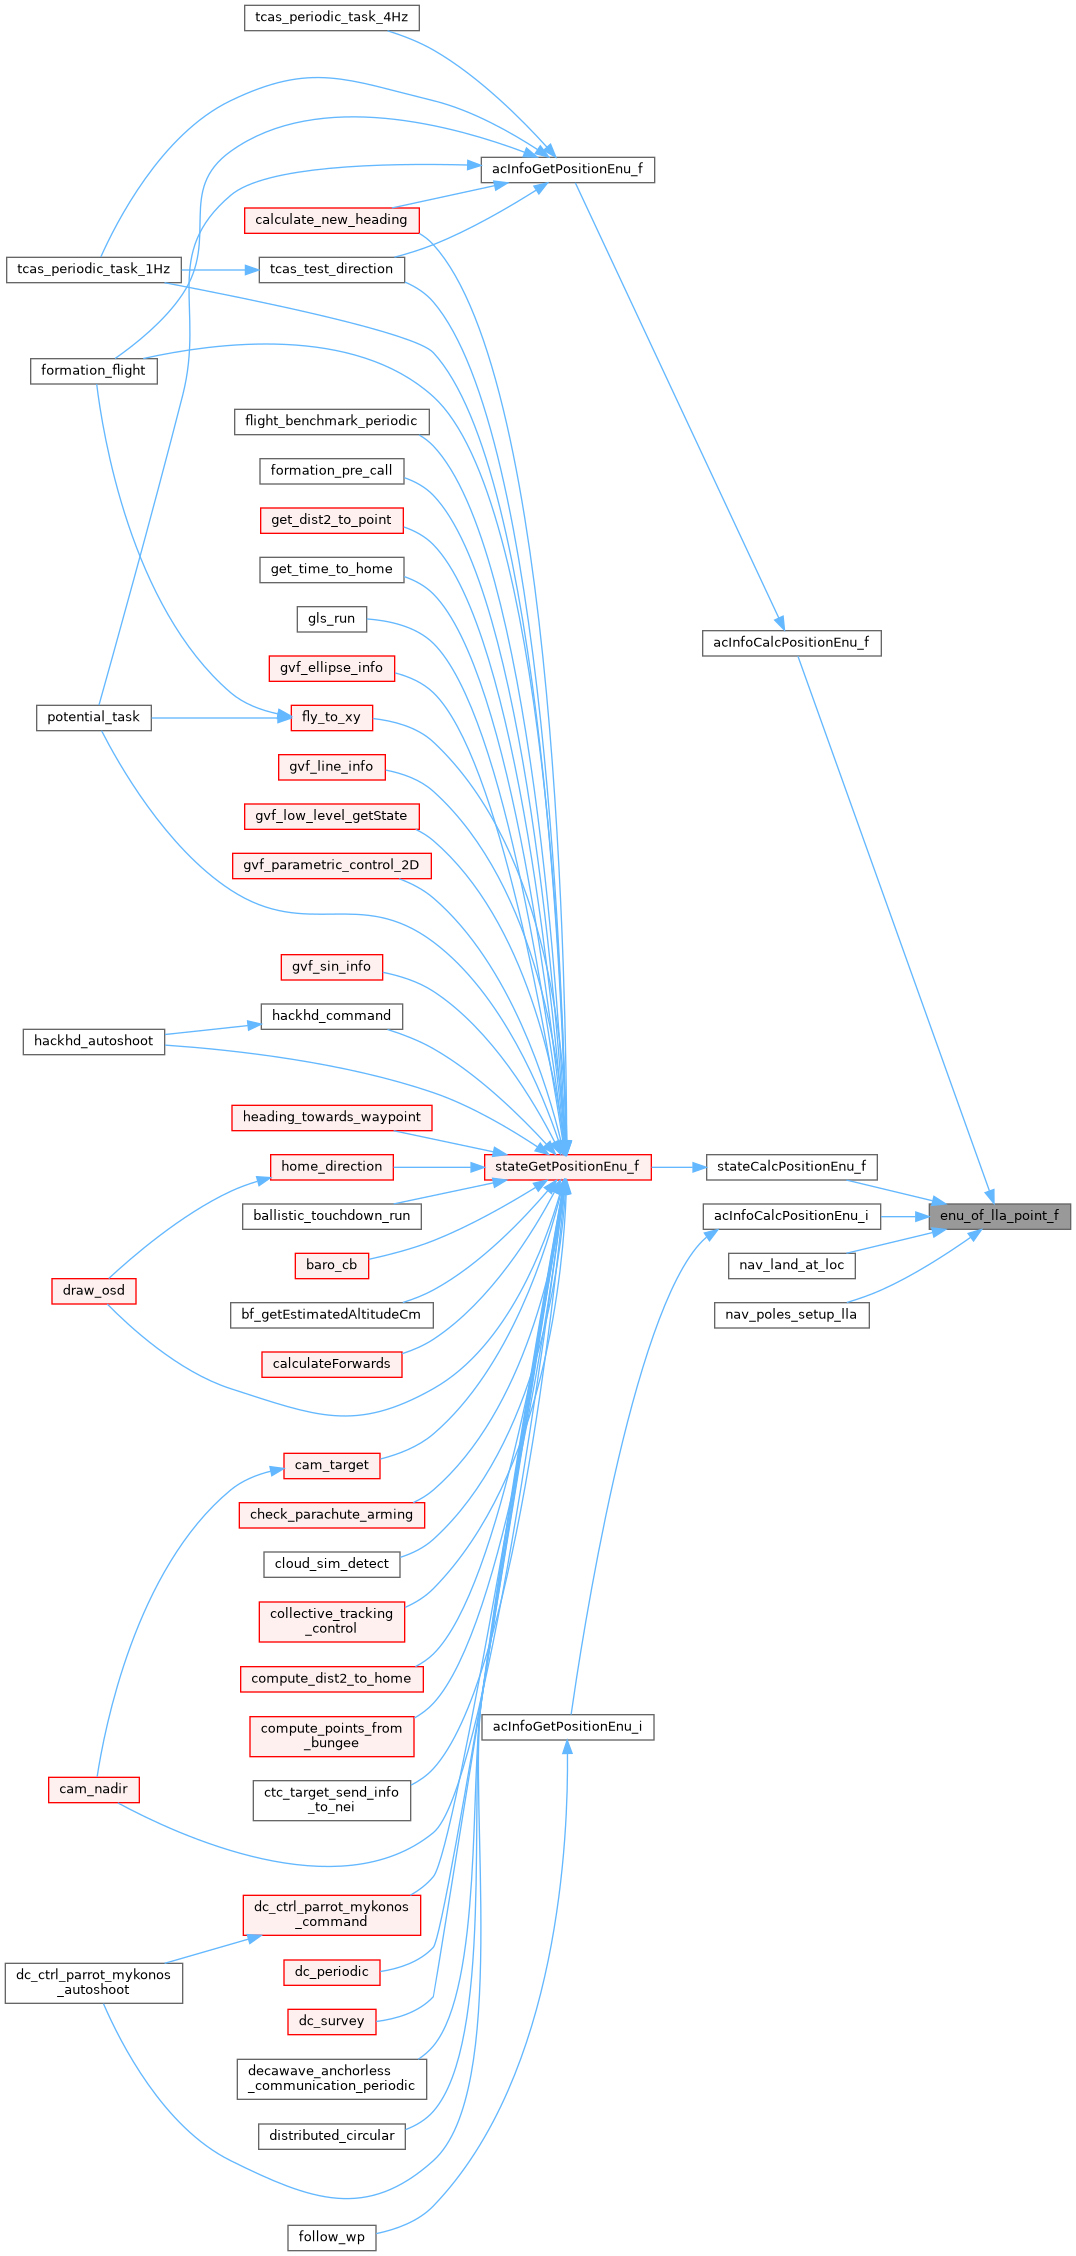 tcas_periodic_task_4Hz
acInfoGetPositionEnu_f
calculate_new_heading
tcas_periodic_task_1Hz
tcas_test_direction
formation_flight
flight_benchmark_periodic
formation_pre_call
get_dist2_to_point
get_time_to_home
gls_run
acInfoCalcPositionEnu_f
gvf_ellipse_info
potential_task
fly_to_xy
gvf_line_info
gvf_low_level_getState
gvf_parametric_control_2D
gvf_sin_info
hackhd_command
hackhd_autoshoot
heading_towards_waypoint
home_direction
stateGetPositionEnu_f
stateCalcPositionEnu_f
ballistic_touchdown_run
acInfoCalcPositionEnu_i
enu_of_lla_point_f
baro_cb
nav_land_at_loc
draw_osd
bf_getEstimatedAltitudeCm
nav_poles_setup_lla
calculateForwards
cam_target
check_parachute_arming
cloud_sim_detect
collective_tracking
_control
compute_dist2_to_home
compute_points_from
_bungee
acInfoGetPositionEnu_i
cam_nadir
ctc_target_send_info
_to_nei
dc_ctrl_parrot_mykonos
_command
dc_ctrl_parrot_mykonos
_autoshoot
dc_periodic
dc_survey
decawave_anchorless
_communication_periodic
distributed_circular
follow_wp